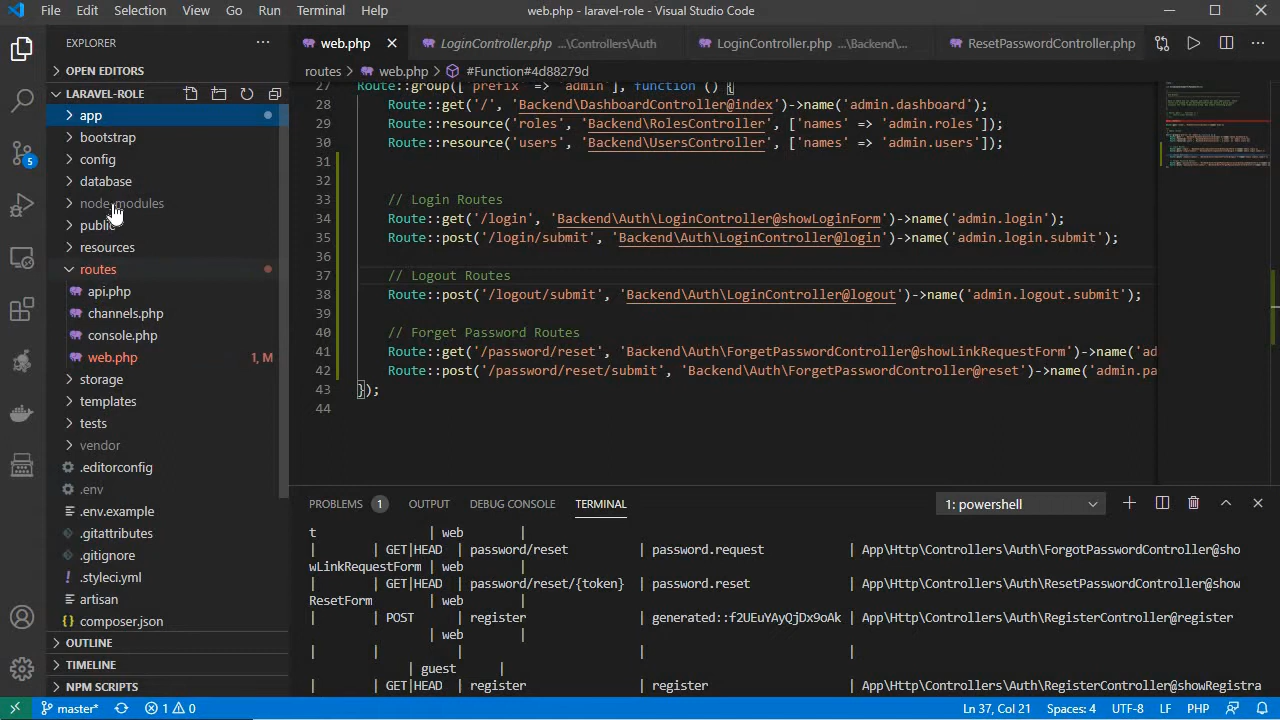 File Edit Selection View Go Run Terminal Help
web.php - laravel-role - Visual Studio Code
EXPLORER
OPEN EDITORS
LARAVEL-ROLE
app
bootstrap
config
database
node_modules
public
resources
routes
api.php
channels.php
console.php
web.php 1, M
storage
templates
tests
vendor
.editorconfig
.env
.env.example
.gitattributes
.gitignore
.styleci.yml
artisan
composer.json
OUTLINE
TIMELINE
NPM SCRIPTS
5
web.php
LoginController.php ...\Controllers\Auth
LoginController.php ...\Backend\...
ResetPasswordController.php
routes > web.php > #Function#4d88279d
27 Route::group(['prefix' => 'admin'], function () {
28 Route::get('/', 'Backend\DashboardController@index')->name('admin.dashboard');
29 Route::resource('roles', 'Backend\RolesController', ['names' => 'admin.roles']);
30 Route::resource('users', 'Backend\UsersController', ['names' => 'admin.users']);
31
32
33 // Login Routes
34 Route::get('/login', 'Backend\Auth\LoginController@showLoginForm')->name('admin.login');
35 Route::post('/login/submit', 'Backend\Auth\LoginController@login')->name('admin.login.submit');
36
37 // Logout Routes
38 Route::post('/logout/submit', 'Backend\Auth\LoginController@logout')->name('admin.logout.submit');
39
40 // Forget Password Routes
41 Route::get('/password/reset', 'Backend\Auth\ForgetPasswordController@showLinkRequestForm')->name('ad
42 Route::post('/password/reset/submit', 'Backend\Auth\ForgetPasswordController@reset')->name('admin.pa
43 });
44
PROBLEMS 1 OUTPUT DEBUG CONSOLE TERMINAL
1: powershell
t | web |
| | GET|HEAD | password/reset | password.request | App\Http\Controllers\Auth\ForgotPasswordController@sho
wLinkRequestForm | web |
| | GET|HEAD | password/reset/{token} | password.reset | App\Http\Controllers\Auth\ResetPasswordController@show
ResetForm | web |
| | POST | register | generated::f2UEuYAyQjDx9oAk | App\Http\Controllers\Auth\RegisterController@register
| web |
| | | | |
| guest |
| | GET|HEAD | register | register | App\Http\Controllers\Auth\RegisterController@showRegistra
master* 1 0
Ln 37, Col 21 Spaces: 4 UTF-8 LF PHP